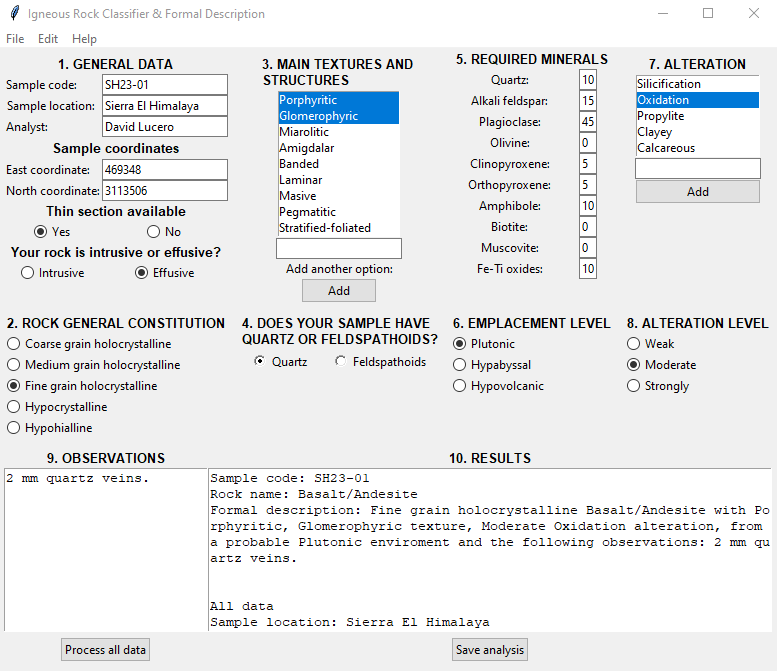 Igneous Rock Classifier & Formal Description
File Edit Help
1. GENERAL DATA
Sample code: SH23-01
Sample location: Sierra El Himalaya
Analyst: David Lucero
Sample coordinates
East coordinate: 469348
North coordinate: 3113506
Thin section available
Yes No
Your rock is intrusive or effusive?
Intrusive Effusive
3. MAIN TEXTURES AND
STRUCTURES
Porphyritic
Glomerophyric
Miarolitic
Amigdalar
Banded
Laminar
Masive
Pegmatitic
Stratified-foliated
Add another option:
Add
5. REQUIRED MINERALS
Quartz: 10
Alkali feldspar: 15
Plagioclase: 45
Olivine: 0
Clinopyroxene: 5
Orthopyroxene: 5
Amphibole: 10
Biotite: 0
Muscovite: 0
Fe-Ti oxides: 10
7. ALTERATION
Silicification
Oxidation
Propylite
Clayey
Calcareous
Add
2. ROCK GENERAL CONSTITUTION
Coarse grain holocrystalline
Medium grain holocrystalline
Fine grain holocrystalline
Hypocrystalline
Hypohialline
4. DOES YOUR SAMPLE HAVE
QUARTZ OR FELDSPATHOIDS?
Quartz Feldspathoids
6. EMPLACEMENT LEVEL
Plutonic
Hypabyssal
Hypovolcanic
8. ALTERATION LEVEL
Weak
Moderate
Strongly
9. OBSERVATIONS
2 mm quartz veins.
Process all data
10. RESULTS
Sample code: SH23-01
Rock name: Basalt/Andesite
Formal description: Fine grain holocrystalline Basalt/Andesite with Po
rphyritic, Glomerophyric texture, Moderate Oxidation alteration, from
a probable Plutonic enviroment and the following observations: 2 mm qu
artz veins.
All data
Sample location: Sierra El Himalaya
Save analysis